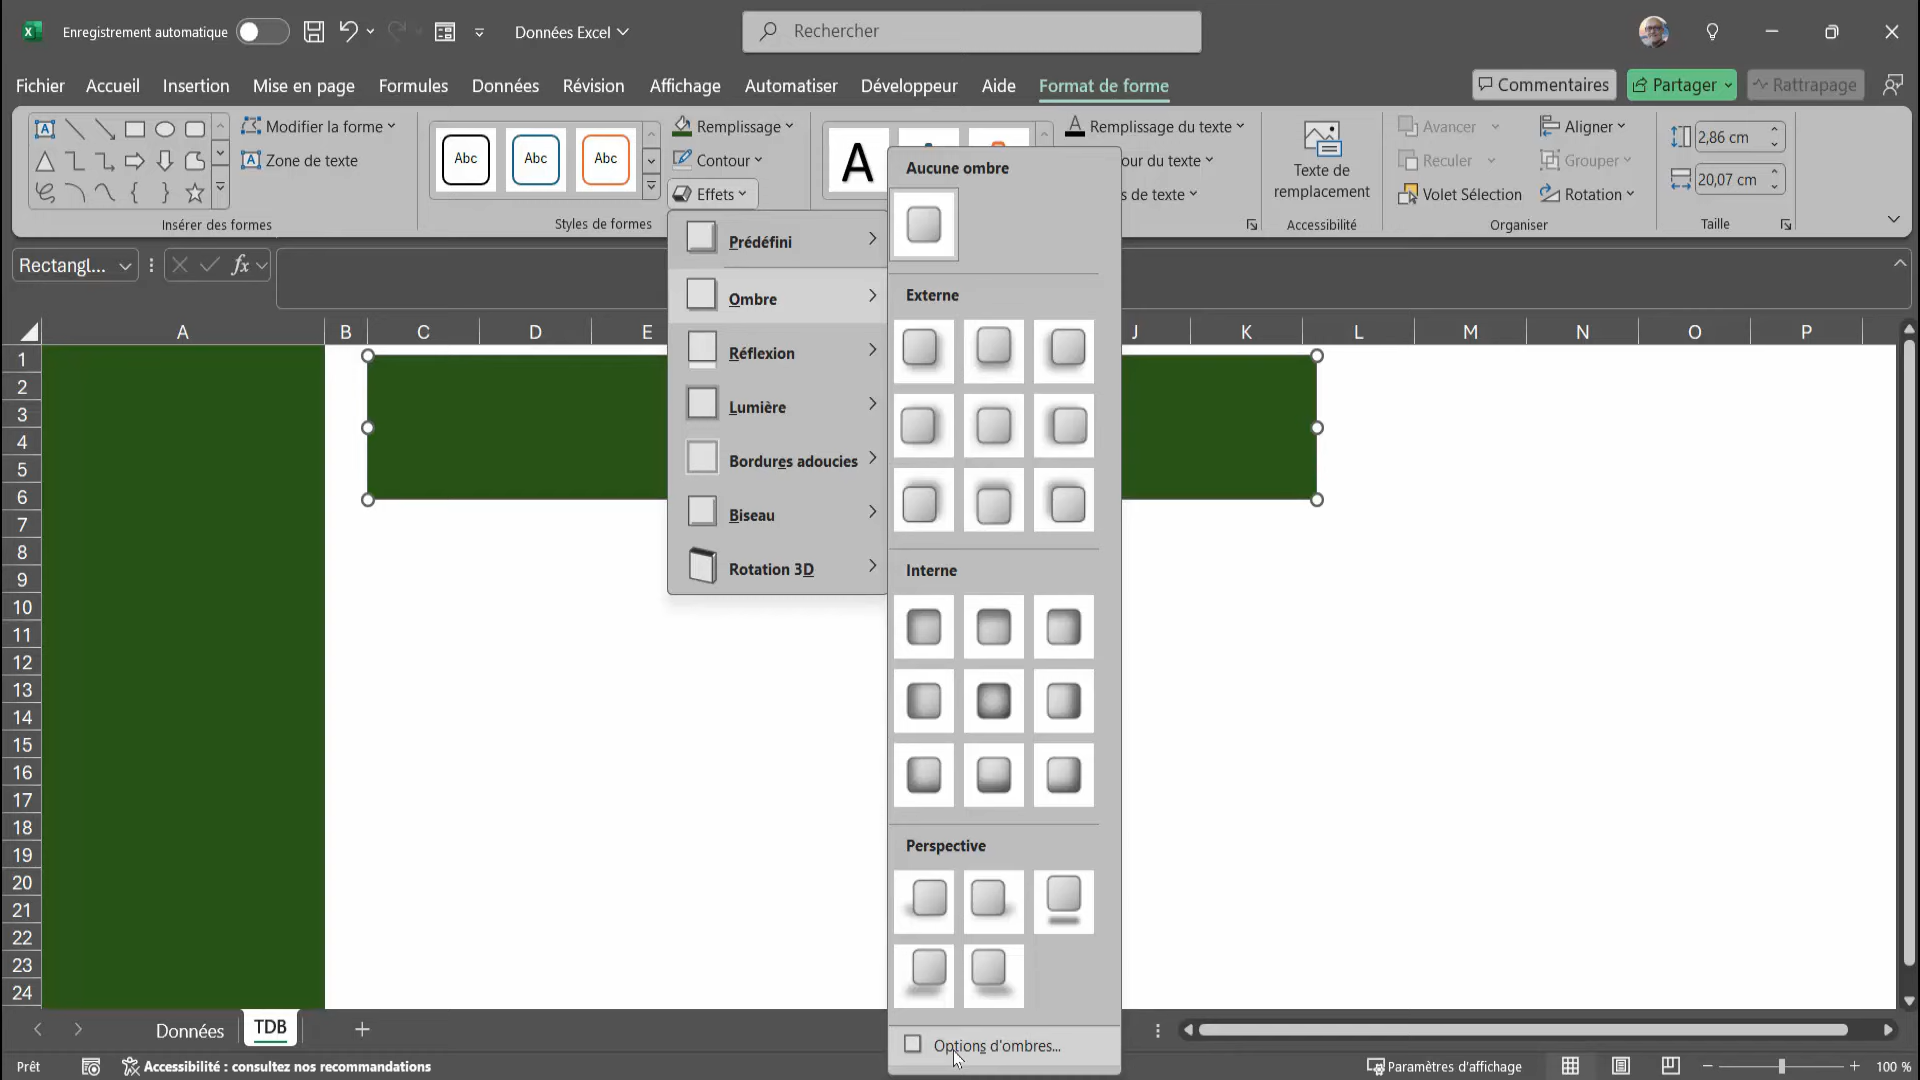 Enregistrement automatique
Données Excel
Rechercher
Fichier Accueil Insertion Mise en page Formules Données Révision Affichage Automatiser Développeur Aide Format de forme
Commentaires Partager Rattrapage
Modifier la forme
Zone de texte
Insérer des formes
Abc Abc Abc
Styles de formes
Remplissage
Contour
Effets
A
Remplissage du texte
our du texte
s de texte
Texte de
remplacement
Accessibilité
Avancer
Reculer
Volet Sélection
Aligner
Grouper
Rotation
Organiser
2,86 cm
20,07 cm
Taille
Rectangl...
fx
Prédéfini
Ombre
Réflexion
Lumière
Bordures adoucies
Biseau
Rotation 3D
Aucune ombre
Externe
Interne
Perspective
Options d'ombres...
A B C D E J K L M N O P
1
2
3
4
5
6
7
8
9
10
11
12
13
14
15
16
17
18
19
20
21
22
23
24
Données TDB
Prêt
Accessibilité : consultez nos recommandations
Paramètres d'affichage
100 %